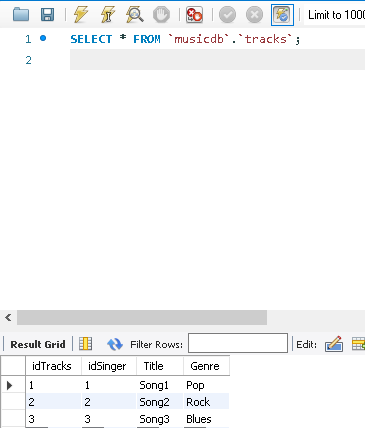 Limit to 1000
1 SELECT * FROM `musicdb`.`tracks`;
2
Result Grid Filter Rows: Edit:
idTracks idSinger Title Genre
1 1 Song1 Pop
2 2 Song2 Rock
3 3 Song3 Blues